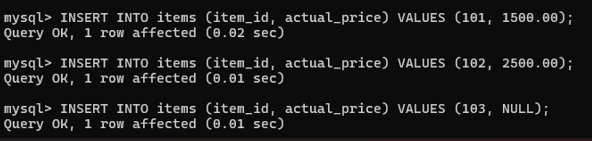 mysql> INSERT INTO items (item_id, actual_price) VALUES (101, 1500.00);
Query OK, 1 row affected (0.02 sec)
mysql> INSERT INTO items (item_id, actual_price) VALUES (102, 2500.00);
Query OK, 1 row affected (0.01 sec)
mysql> INSERT INTO items (item_id, actual_price) VALUES (103, NULL);
Query OK, 1 row affected (0.01 sec)